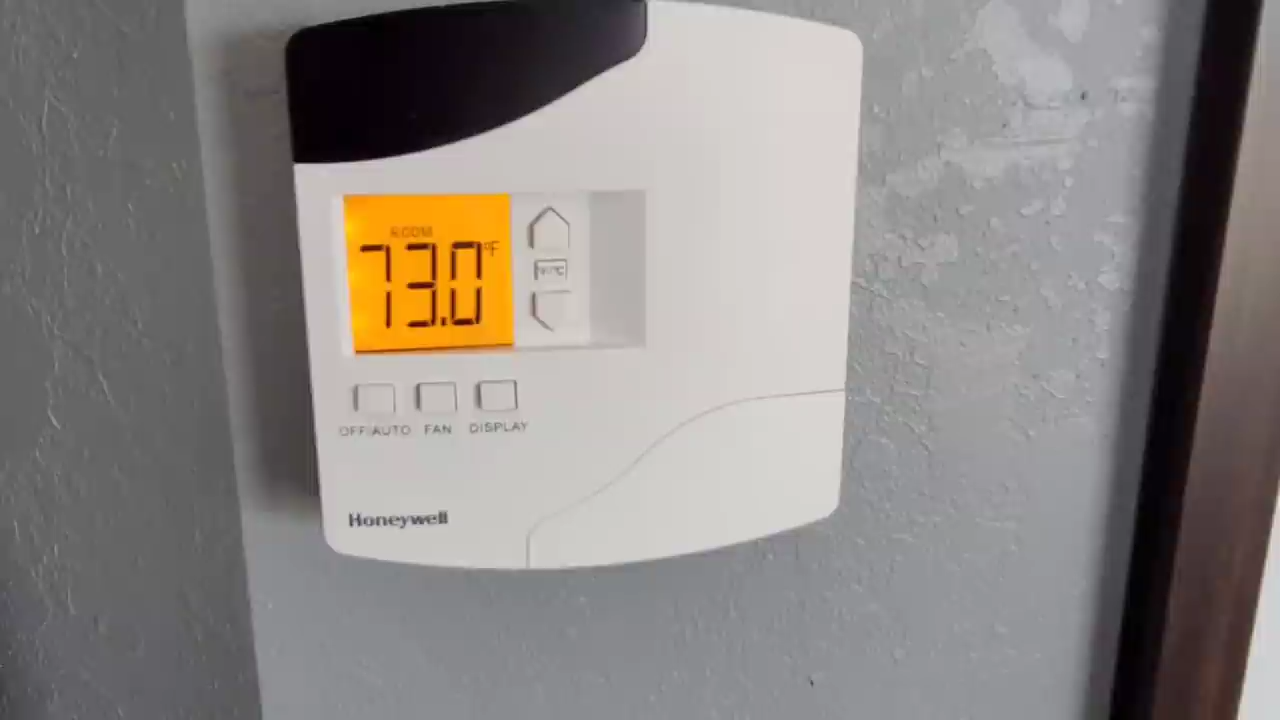 ROOM
73.0°F
°F/°C
OFF/AUTO FAN DISPLAY
Honeywell